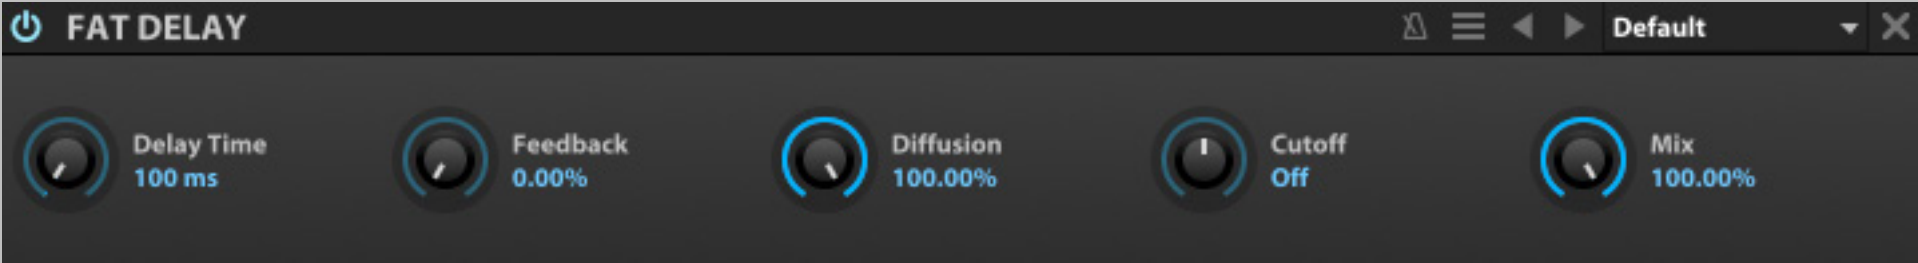 FAT DELAY
Default
Delay Time
100 ms
Feedback
0.00%
Diffusion
100.00%
Cutoff
Off
Mix
100.00%